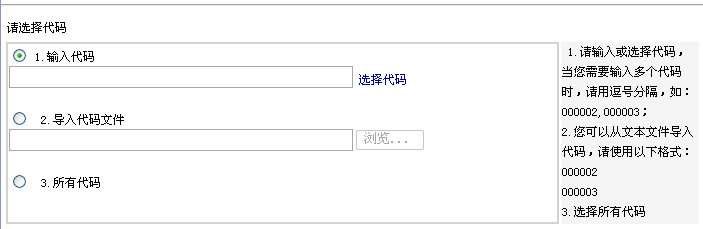 请选择代码
1.输入代码
选择代码
2.导入代码文件
浏览...
3.所有代码
1.请输入或选择代码，
当您需要输入多个代码
时，请用逗号分隔，如：
000002,000003；
2.您可以从文本文件导入
代码，请使用以下格式：
000002
000003
3.选择所有代码